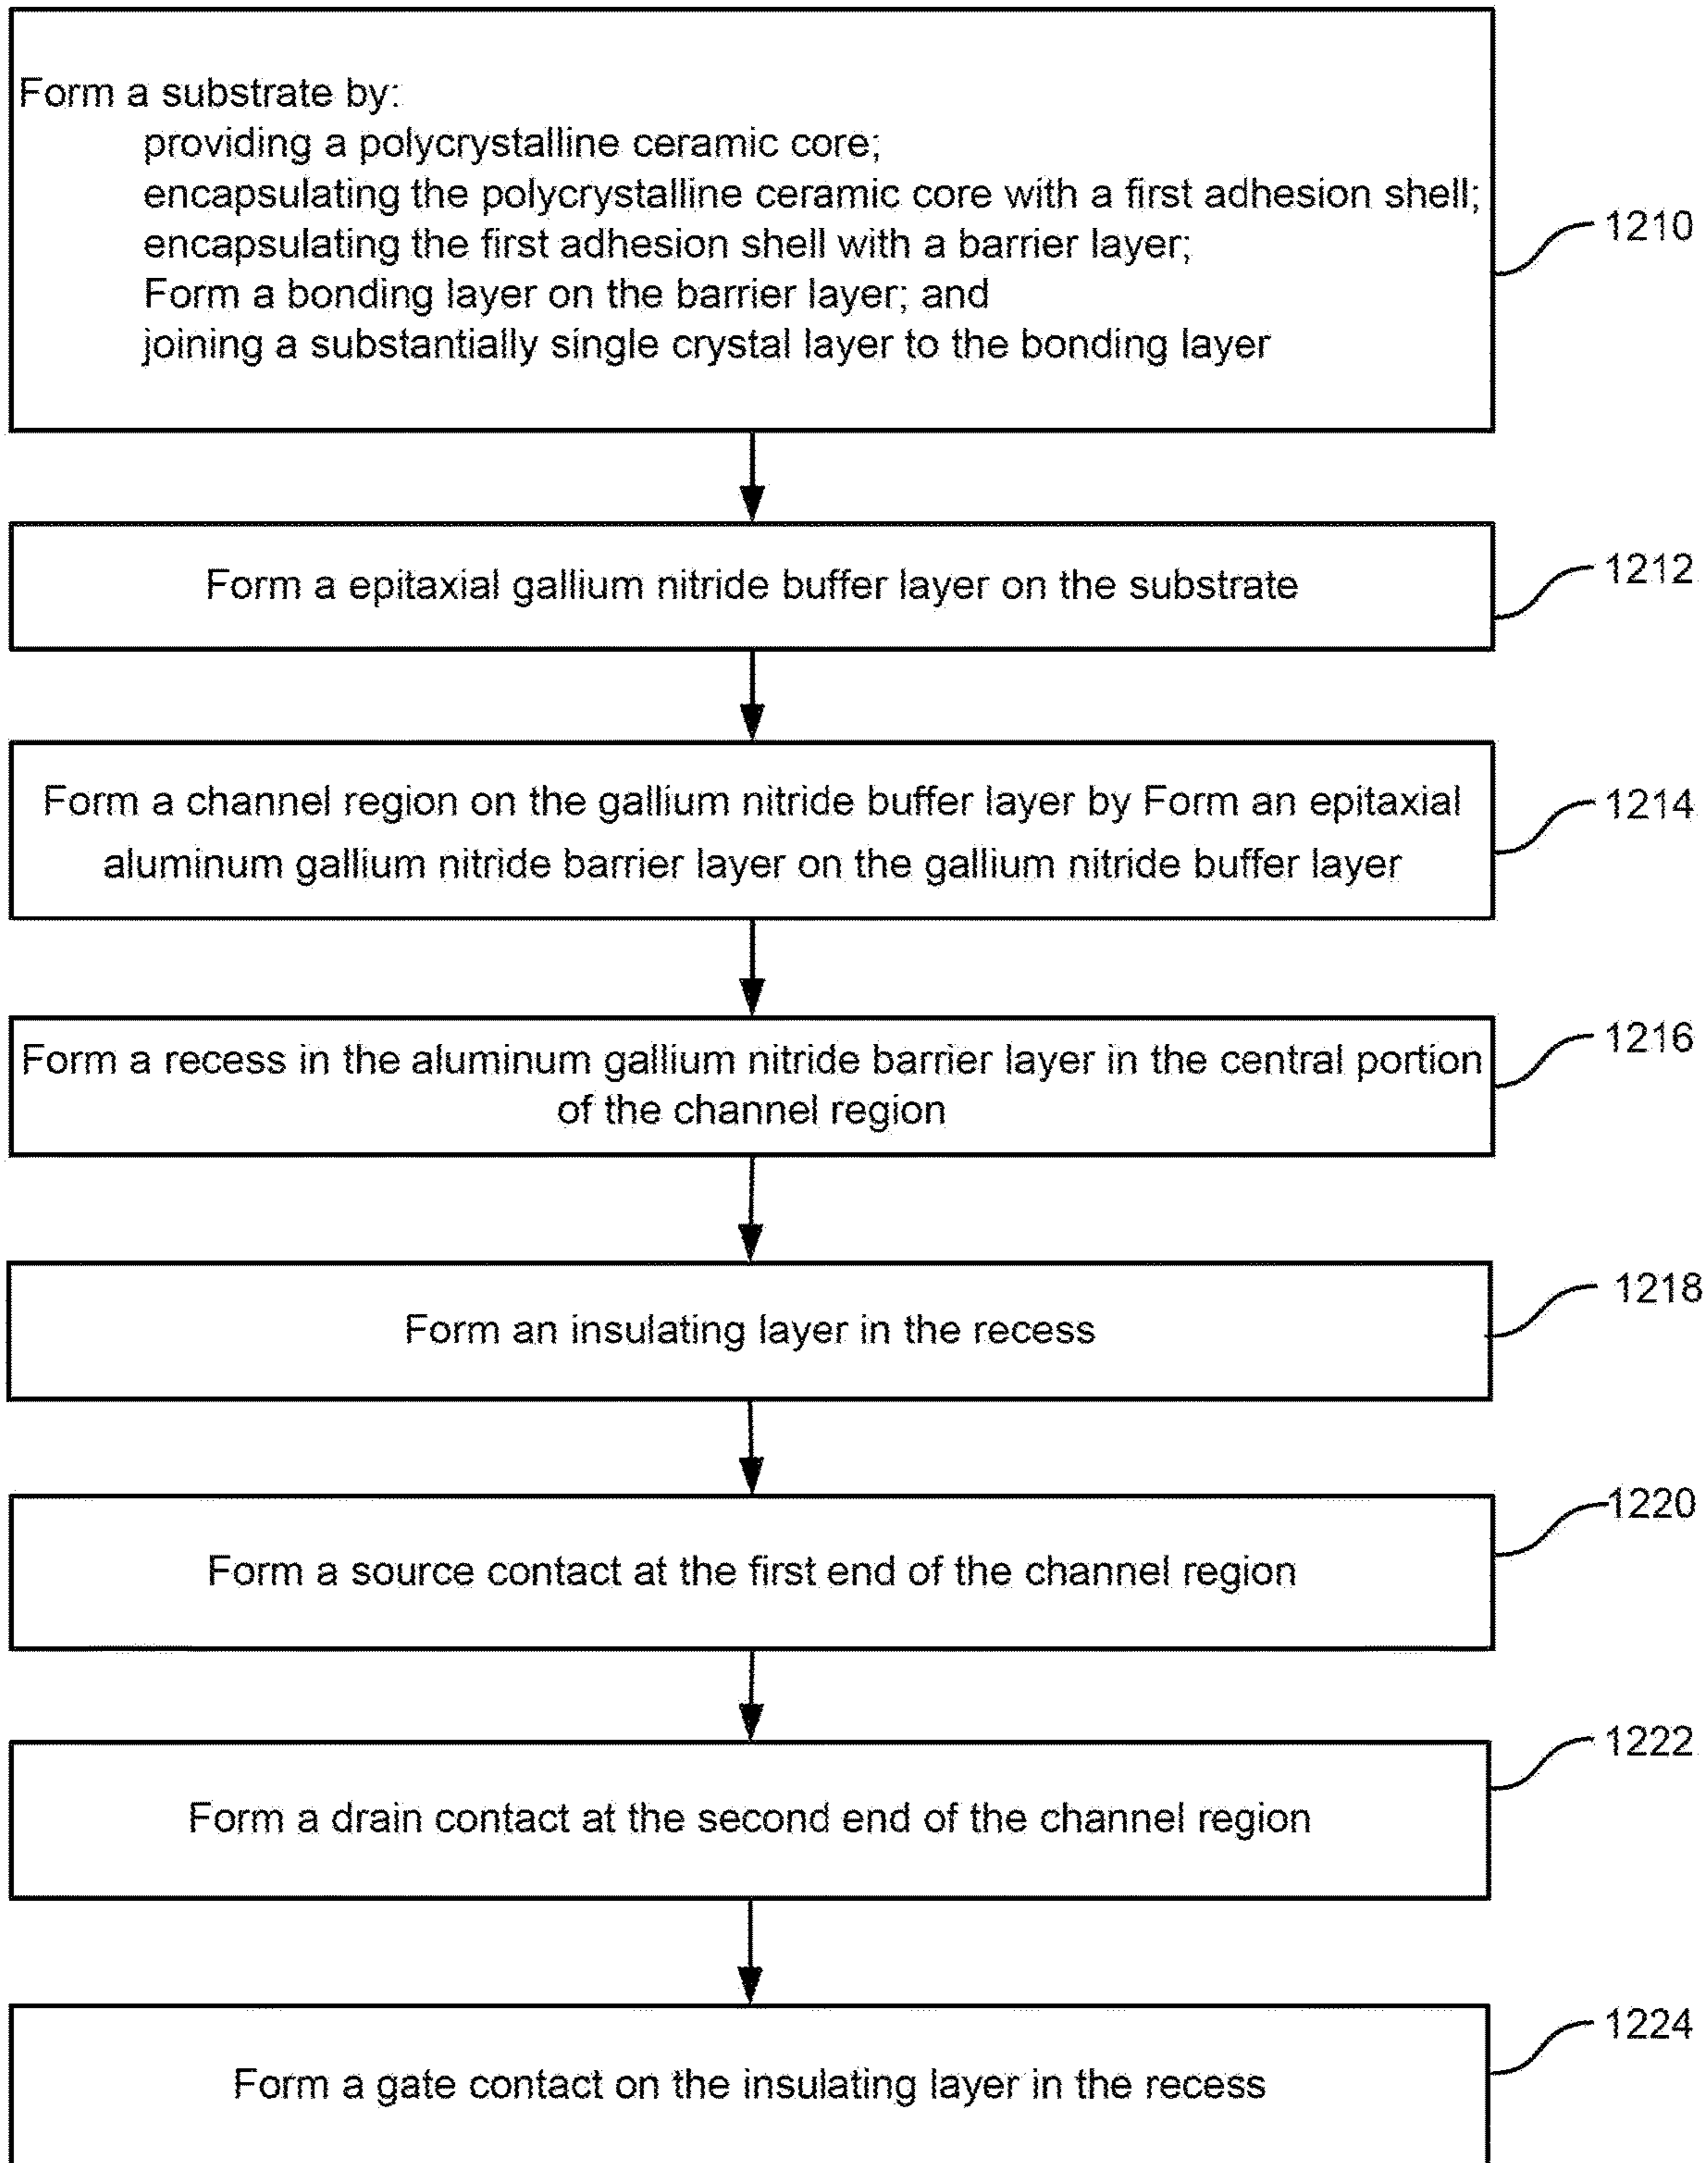 Form a substrate by:
providing a polycrystalline ceramic core;
encapsulating the polycrystalline ceramic core with a first adhesion shell;
encapsulating the first adhesion shell with a barrier layer;
Form a bonding layer on the barrier layer; and
joining a substantially single crystal layer to the bonding layer
1210
Form a epitaxial gallium nitride buffer layer on the substrate
1212
Form a channel region on the gallium nitride buffer layer by Form an epitaxial
aluminum gallium nitride barrier layer on the gallium nitride buffer layer
1214
Form a recess in the aluminum gallium nitride barrier layer in the central portion
of the channel region
1216
Form an insulating layer in the recess
1218
Form a source contact at the first end of the channel region
1220
Form a drain contact at the second end of the channel region
1222
Form a gate contact on the insulating layer in the recess
1224